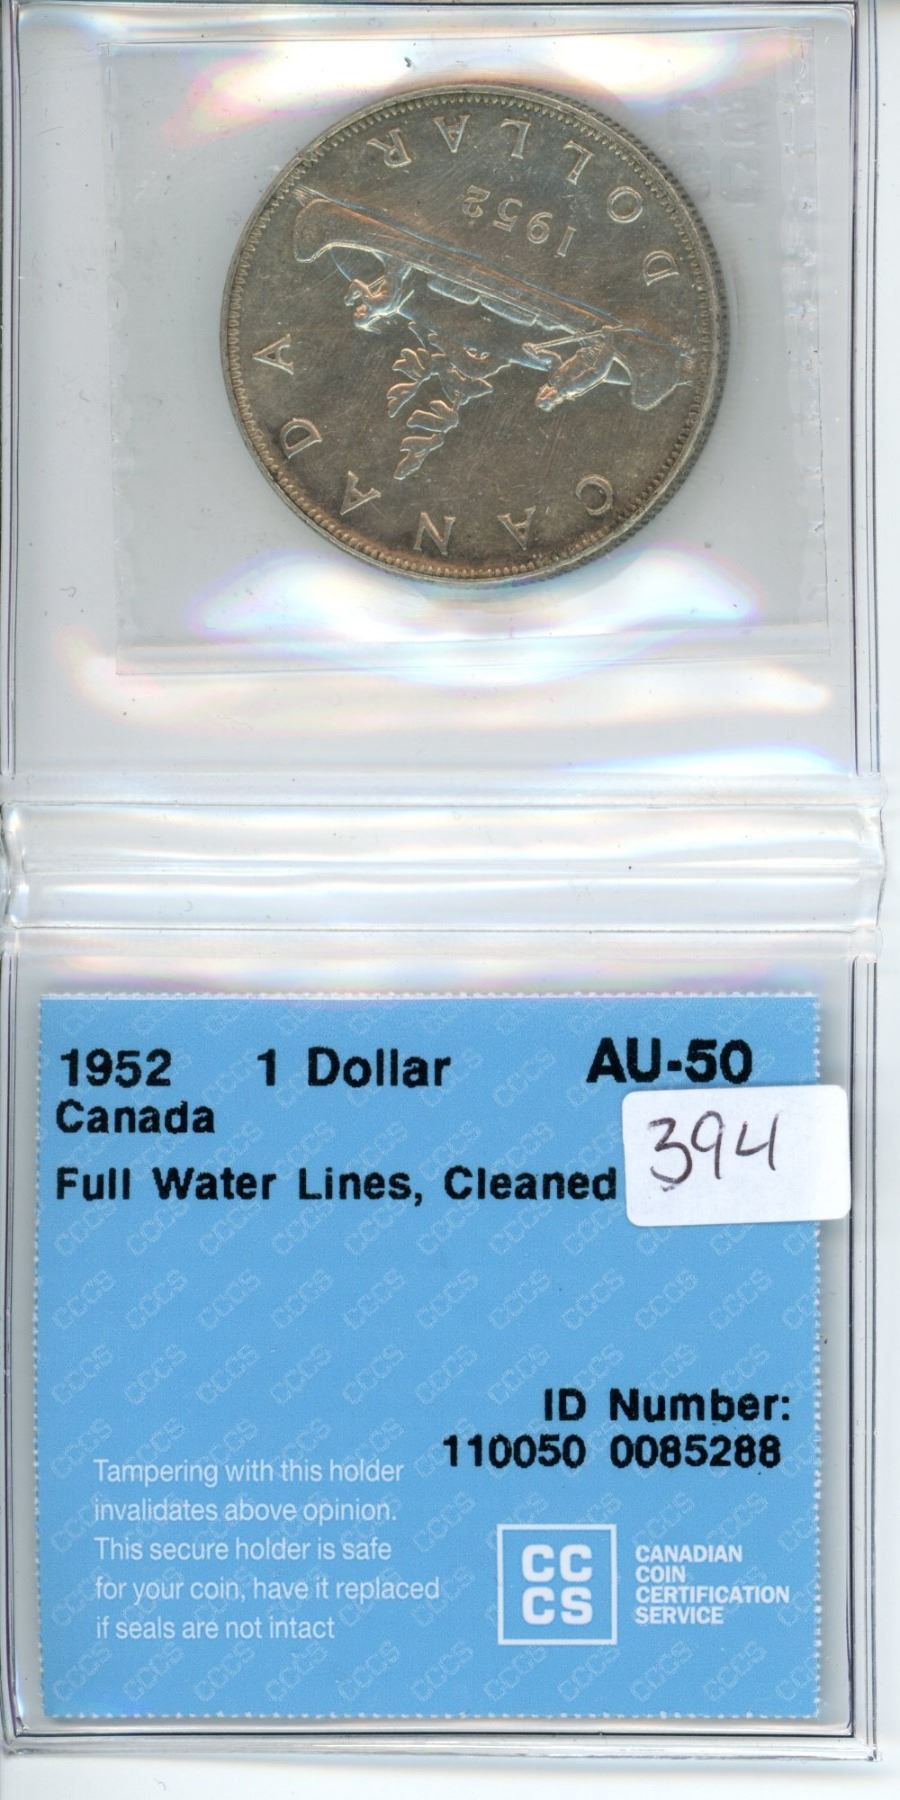 CANADA
1952
DOLLAR
1952 1 Dollar AU-50
Canada
394
Full Water Lines, Cleaned
ID Number:
110050 0085288
Tampering with this holder
invalidates above opinion.
This secure holder is safe
for your coin, have it replaced
if seals are not intact
CC
CS
CANADIAN
COIN
CERTIFICATION
SERVICE